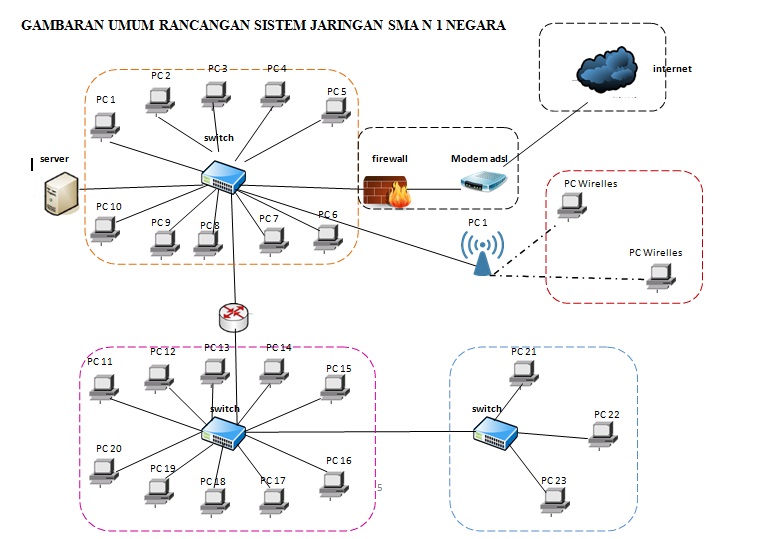 GAMBARAN UMUM RANCANGAN SISTEM JARINGAN SMA N 1 NEGARA
internet
PC 1
PC 2
PC 3
PC 4
PC 5
switch
server
firewall
Modem adsl
PC Wirelles
PC 10
PC 9
PC 8
PC 7
PC 6
PC 1
PC Wirelles
PC 11
PC 12
PC 13
PC 14
PC 15
switch
PC 21
switch
PC 22
PC 20
PC 19
PC 18
PC 17
PC 16
5
PC 23